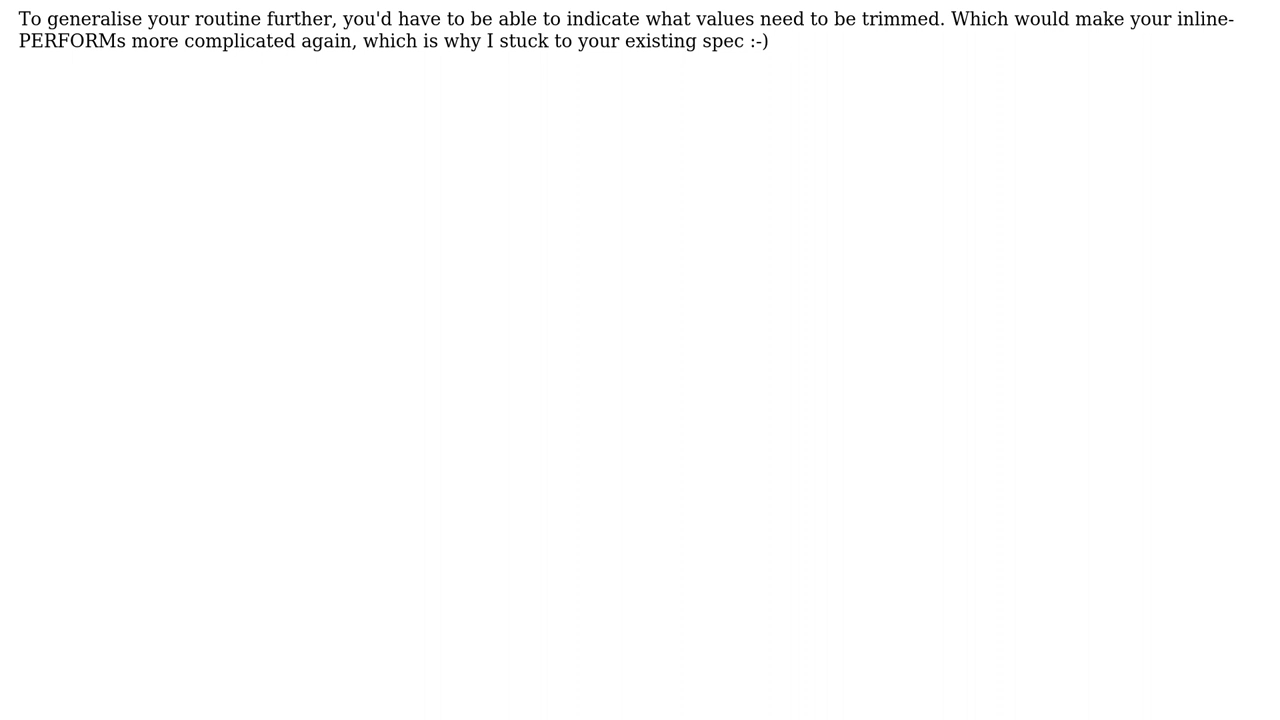 To generalise your routine further, you'd have to be able to indicate what values need to be trimmed. Which would make your inline-
PERFORMs more complicated again, which is why I stuck to your existing spec :-)